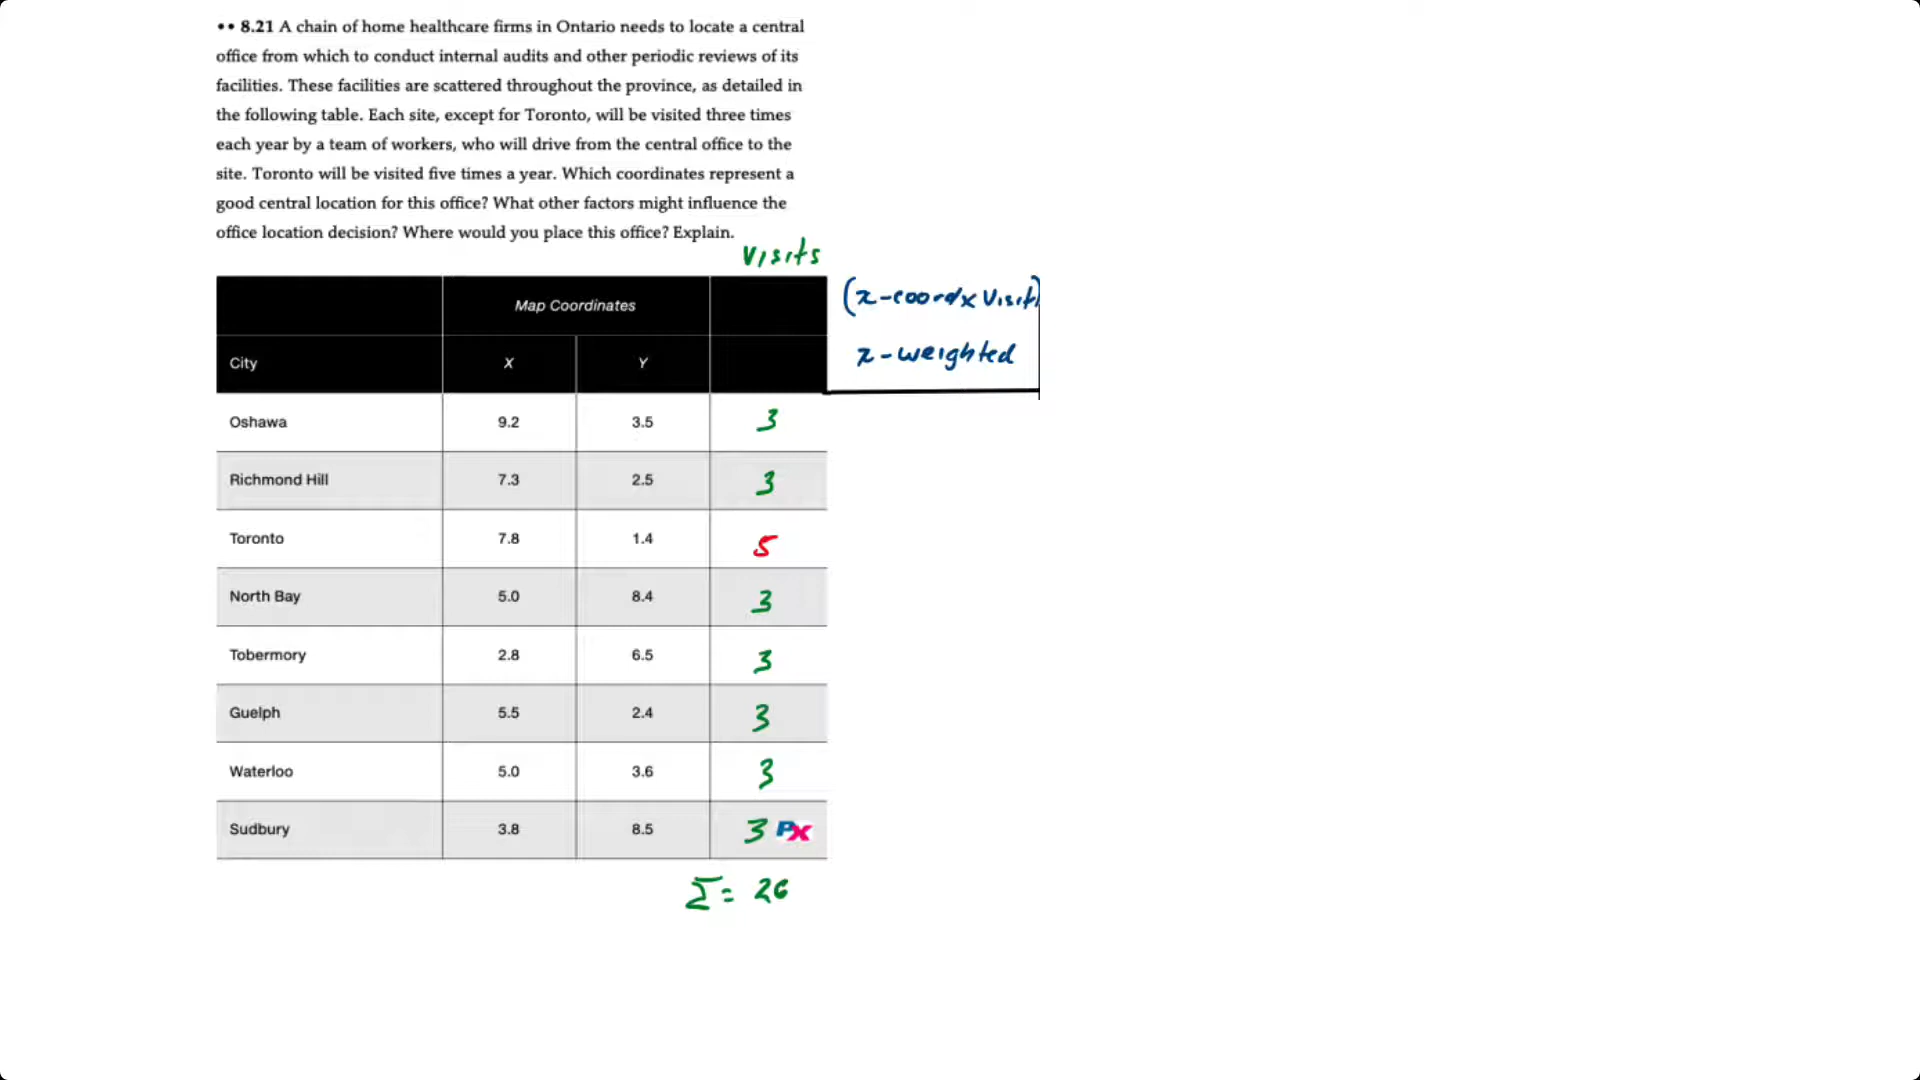 •• 8.21 A chain of home healthcare firms in Ontario needs to locate a central
office from which to conduct internal audits and other periodic reviews of its
facilities. These facilities are scattered throughout the province, as detailed in
the following table. Each site, except for Toronto, will be visited three times
each year by a team of workers, who will drive from the central office to the
site. Toronto will be visited five times a year. Which coordinates represent a
good central location for this office? What other factors might influence the
office location decision? Where would you place this office? Explain.
Visits
Map Coordinates
(x-coord x Visit)
City X Y
x-weighted
Oshawa 9.2 3.5 3
Richmond Hill 7.3 2.5 3
Toronto 7.8 1.4 5
North Bay 5.0 8.4 3
Tobermory 2.8 6.5 3
Guelph 5.5 2.4 3
Waterloo 5.0 3.6 3
Sudbury 3.8 8.5 3 PX
Σ = 26